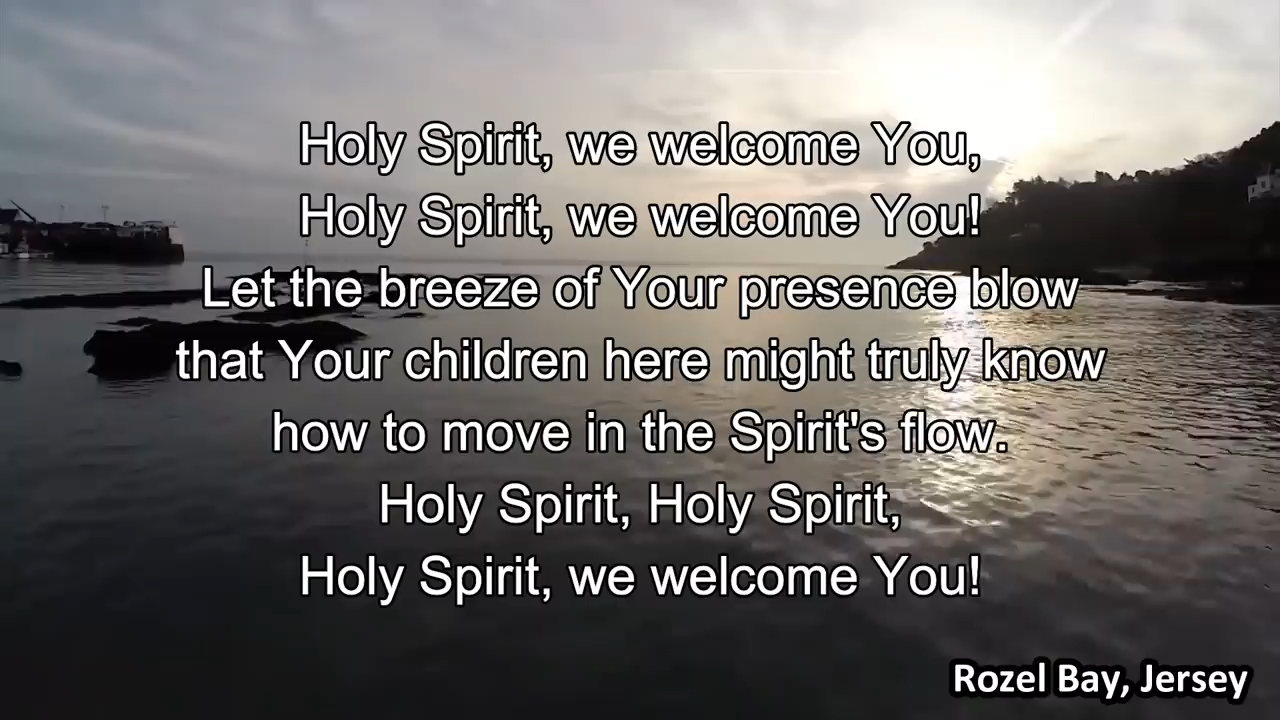 Holy Spirit, we welcome You,
Holy Spirit, we welcome You!
Let the breeze of Your presence blow
that Your children here might truly know
how to move in the Spirit's flow.
Holy Spirit, Holy Spirit,
Holy Spirit, we welcome You!
Rozel Bay, Jersey